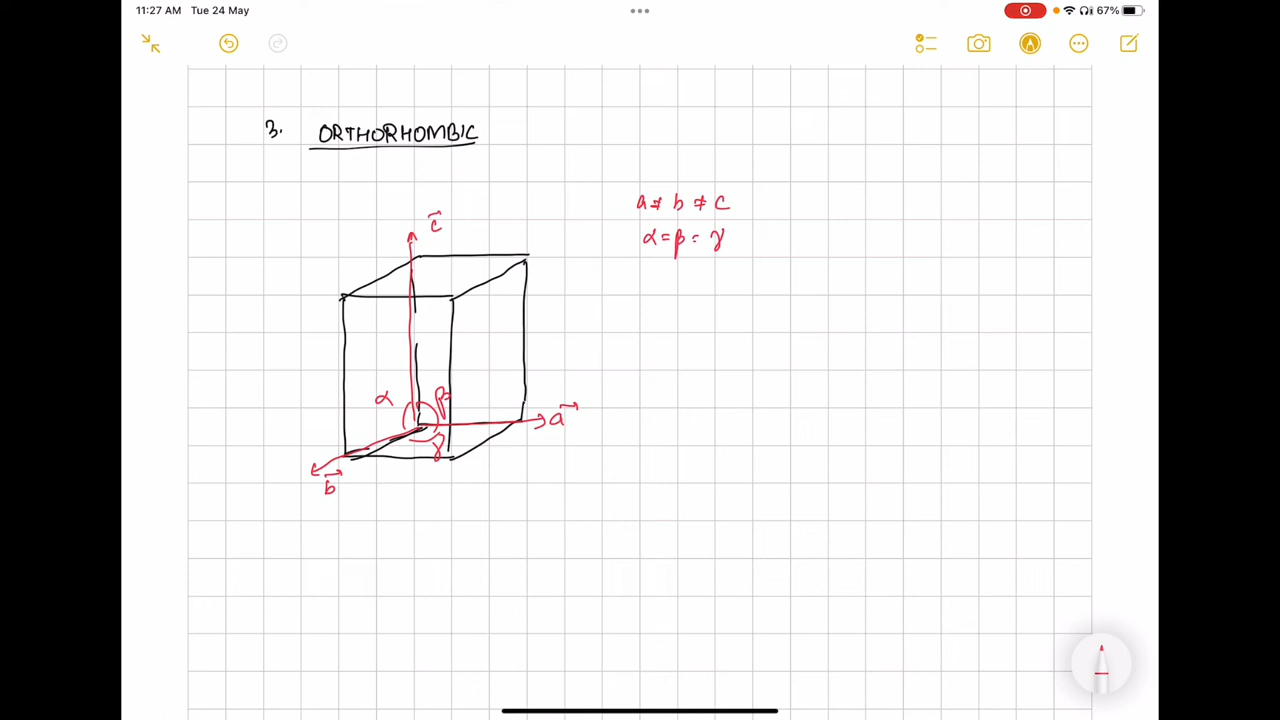 11:27 AM Tue 24 May
67%
3. ORTHORHOMBIC
a ≠ b ≠ c
α = β = γ
c⃗
α β
a⃗
γ
b⃗